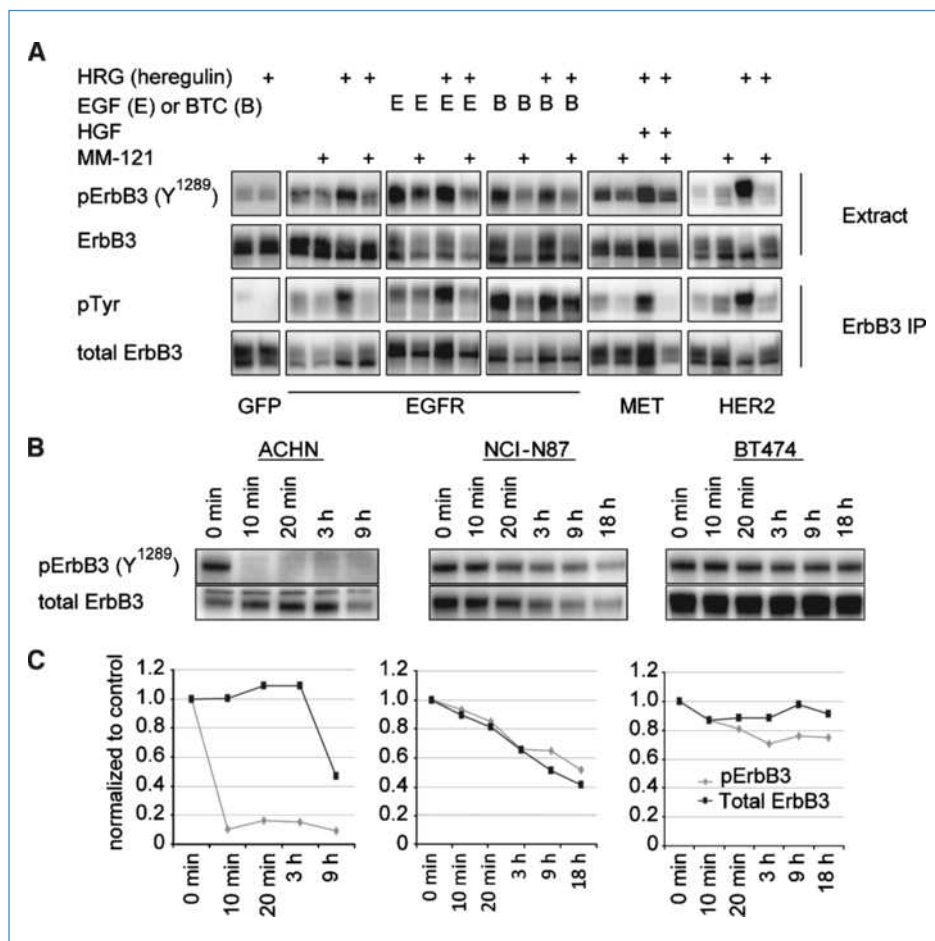 A
HRG (heregulin) + + + + + + + + + + +
EGF (E) or BTC (B) E E E E B B B B
HGF + +
MM-121 + + + + + + + + +
pErbB3 (Y1289)
ErbB3
Extract
pTyr
total ErbB3
ErbB3 IP
GFP EGFR MET HER2
B
ACHN NCI-N87 BT474
0 min 10 min 20 min 3 h 9 h
0 min 10 min 20 min 3 h 9 h 18 h
0 min 10 min 20 min 3 h 9 h 18 h
pErbB3 (Y1289)
total ErbB3
C
normalized to control
1.2
1.0
0.8
0.6
0.4
0.2
0
0 min 10 min 20 min 3 h 9 h
1.2
1.0
0.8
0.6
0.4
0.2
0
0 min 10 min 20 min 3 h 9h 18 h
1.2
1.0
0.8
0.6
0.4
0.2
0
pErbB3
Total ErbB3
0 min 10 min 20 min 3 h 9 h 18 h